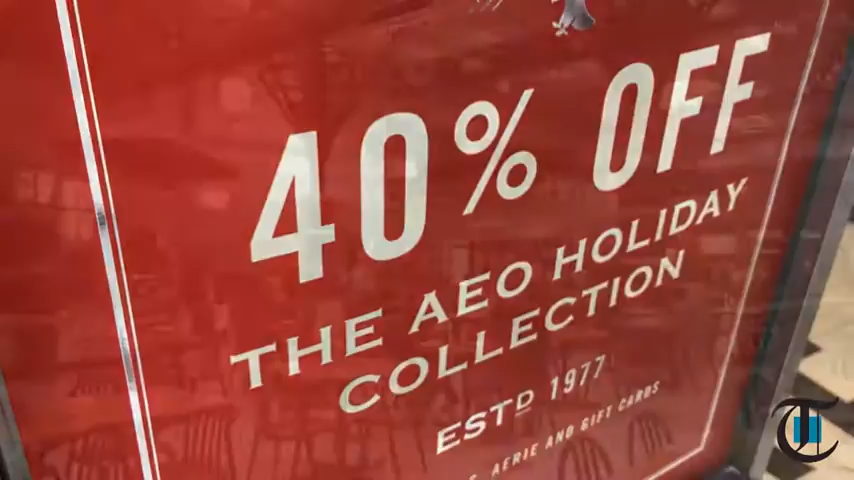 40% OFF
THE AEO HOLIDAY
COLLECTION
ESTD 1977
AERIE AND GIFT CARDS